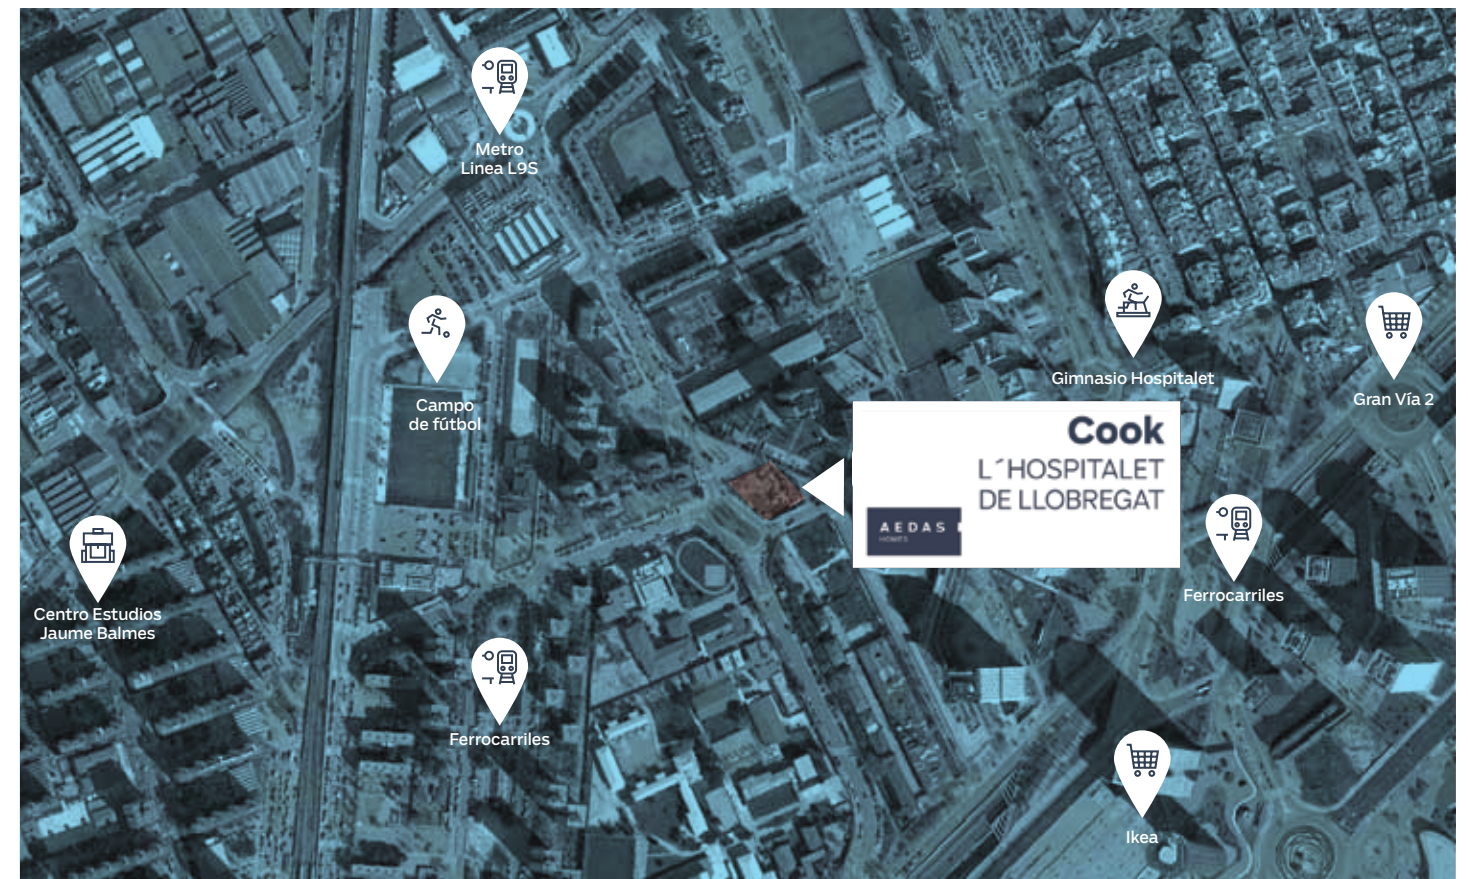 Metro
Linea L9S
Gimnasio Hospitalet
Gran Vía 2
Campo
de fútbol
Cook
L´HOSPITALET
DE LLOBREGAT
AEDAS
HOMES
Ferrocarriles
Centro Estudios
Jaume Balmes
Ferrocarriles
Ikea